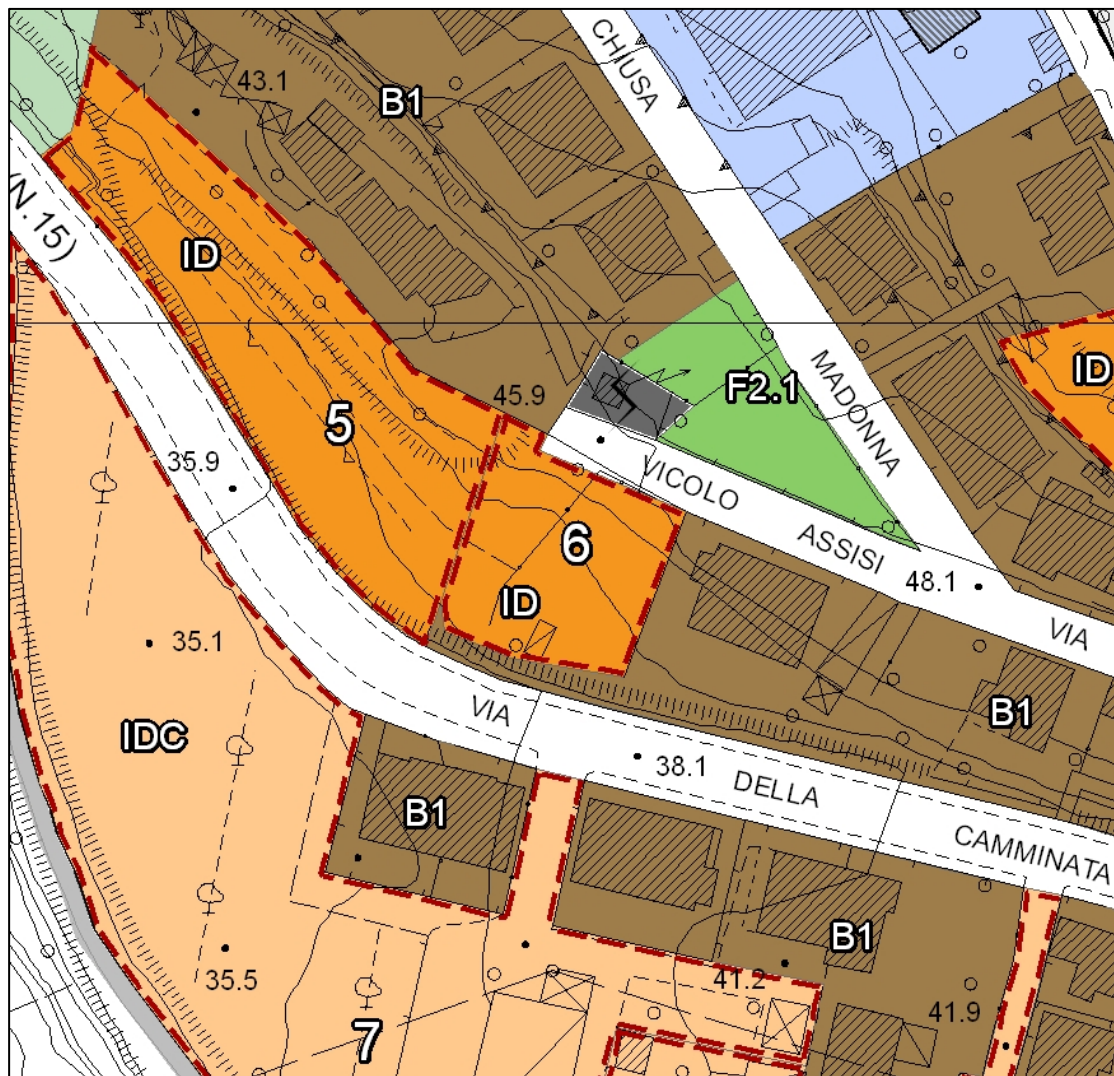 CHIUSA
43.1
B1
(N.15)
ID
MADONNA
F2.1
ID
45.9
5
35.9
VICOLO
6
ASSISI
48.1
ID
VIA
35.1
VIA
B1
IDC
38.1
DELLA
B1
CAMMINATA
B1
35.5
41.2
41.9
7